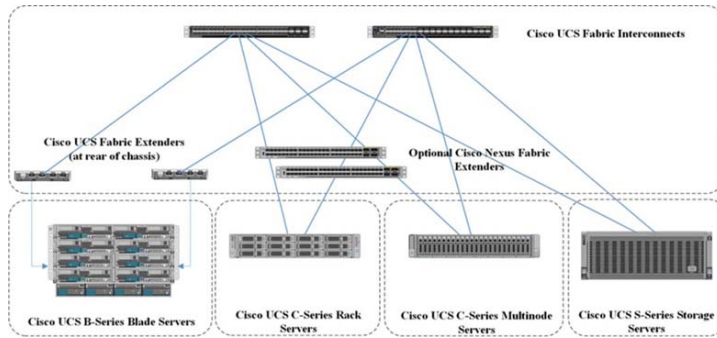 Cisco UCS Fabric Interconnects
Cisco UCS Fabric Extenders
(at rear of chassis)
Optional Cisco Nexus Fabric
Extenders
Cisco UCS B-Series Blade Servers
Cisco UCS C-Series Rack
Servers
Cisco UCS C-Series Multinode
Servers
Cisco UCS S-Series Storage
Servers